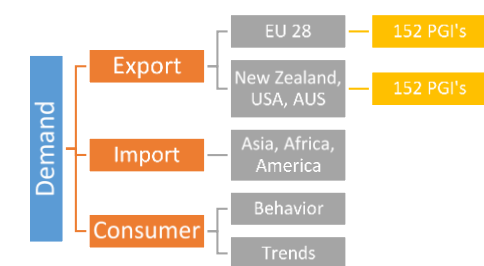 Demand
Export
EU 28
152 PGI's
New Zealand,
USA, AUS
152 PGI's
Import
Asia, Africa,
America
Consumer
Behavior
Trends